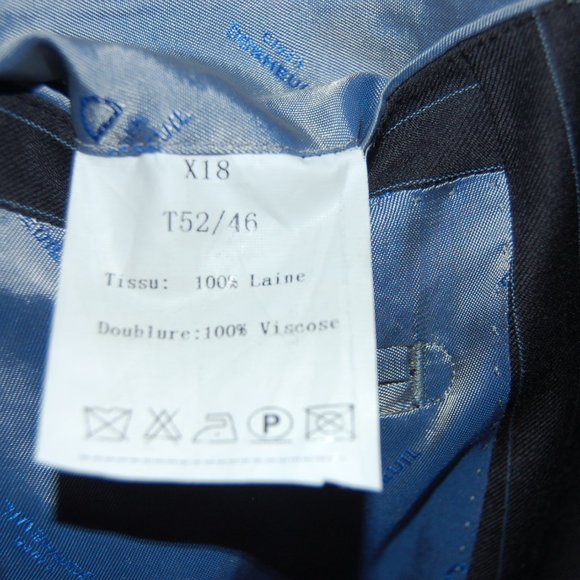 X18
T52/46
Tissu: 100% Laine
Doublure:100% Viscose
P